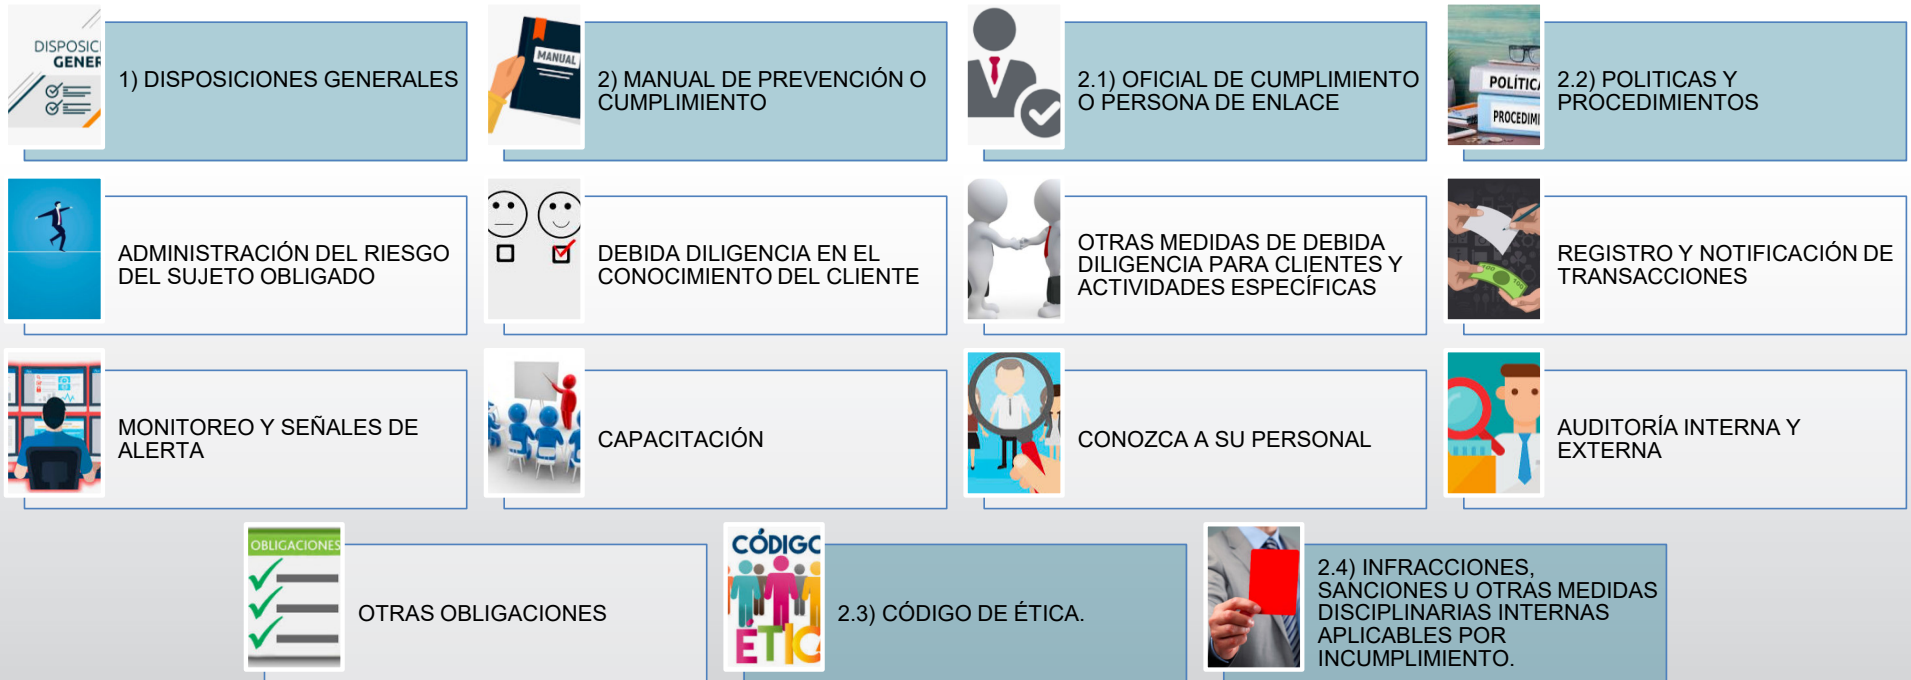 DISPOSICI
GENER
1) DISPOSICIONES GENERALES
MANUAL
2) MANUAL DE PREVENCIÓN O
CUMPLIMIENTO
2.1) OFICIAL DE CUMPLIMIENTO
O PERSONA DE ENLACE
POLÍTICA
PROCEDIMI
2.2) POLITICAS Y
PROCEDIMIENTOS
ADMINISTRACIÓN DEL RIESGO
DEL SUJETO OBLIGADO
DEBIDA DILIGENCIA EN EL
CONOCIMIENTO DEL CLIENTE
OTRAS MEDIDAS DE DEBIDA
DILIGENCIA PARA CLIENTES Y
ACTIVIDADES ESPECÍFICAS
100
REGISTRO Y NOTIFICACIÓN DE
TRANSACCIONES
MONITOREO Y SEÑALES DE
ALERTA
CAPACITACIÓN
CONOZCA A SU PERSONAL
AUDITORÍA INTERNA Y
EXTERNA
OBLIGACIONES
OTRAS OBLIGACIONES
CÓDIGO
ÉTIC
2.3) CÓDIGO DE ÉTICA.
2.4) INFRACCIONES,
SANCIONES U OTRAS MEDIDAS
DISCIPLINARIAS INTERNAS
APLICABLES POR
INCUMPLIMIENTO.